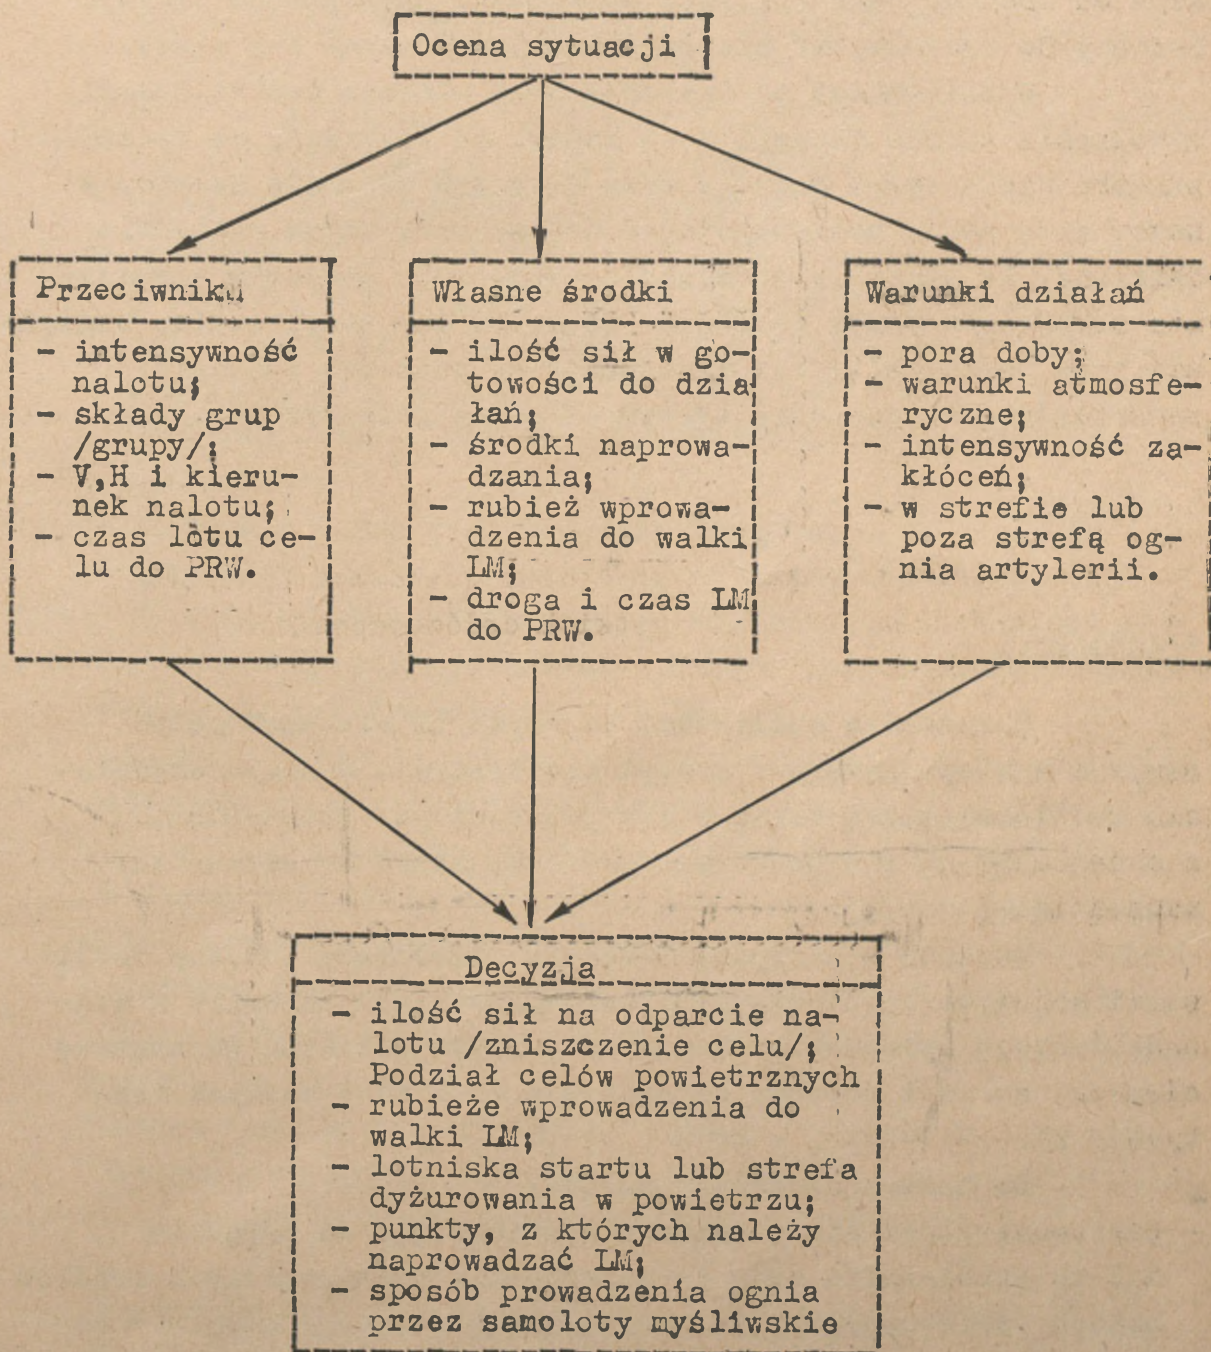 Ocena sytuacji
Przeciwnika
- intensywność
nalotu;
- składy grup
/grupy/;
- V,H i kieru-
nek nalotu;
- czas lotu ce-
lu do PRW.
Własne środki
- ilość sił w go-
towości do dzia
łań;
- środki naprowa-
dzania;
- rubież wprowa-
dzenia do walki
LM;
- droga i czas LM
do PRW.
Warunki działań
- pora doby;
- warunki atmosfe-
ryczne;
- intensywność za-
kłóceń;
- w strefie lub
poza strefą og-
nia artylerii.
Decyzja
- ilość sił na odparcie na-
lotu /zniszczenie celu/;
Podział celów powietrznych
- rubieże wprowadzenia do
walki LM;
- lotniska startu lub strefa
dyżurowania w powietrzu;
- punkty, z których należy
naprowadzać LM;
- sposób prowadzenia ognia
przez samoloty myśliwskie